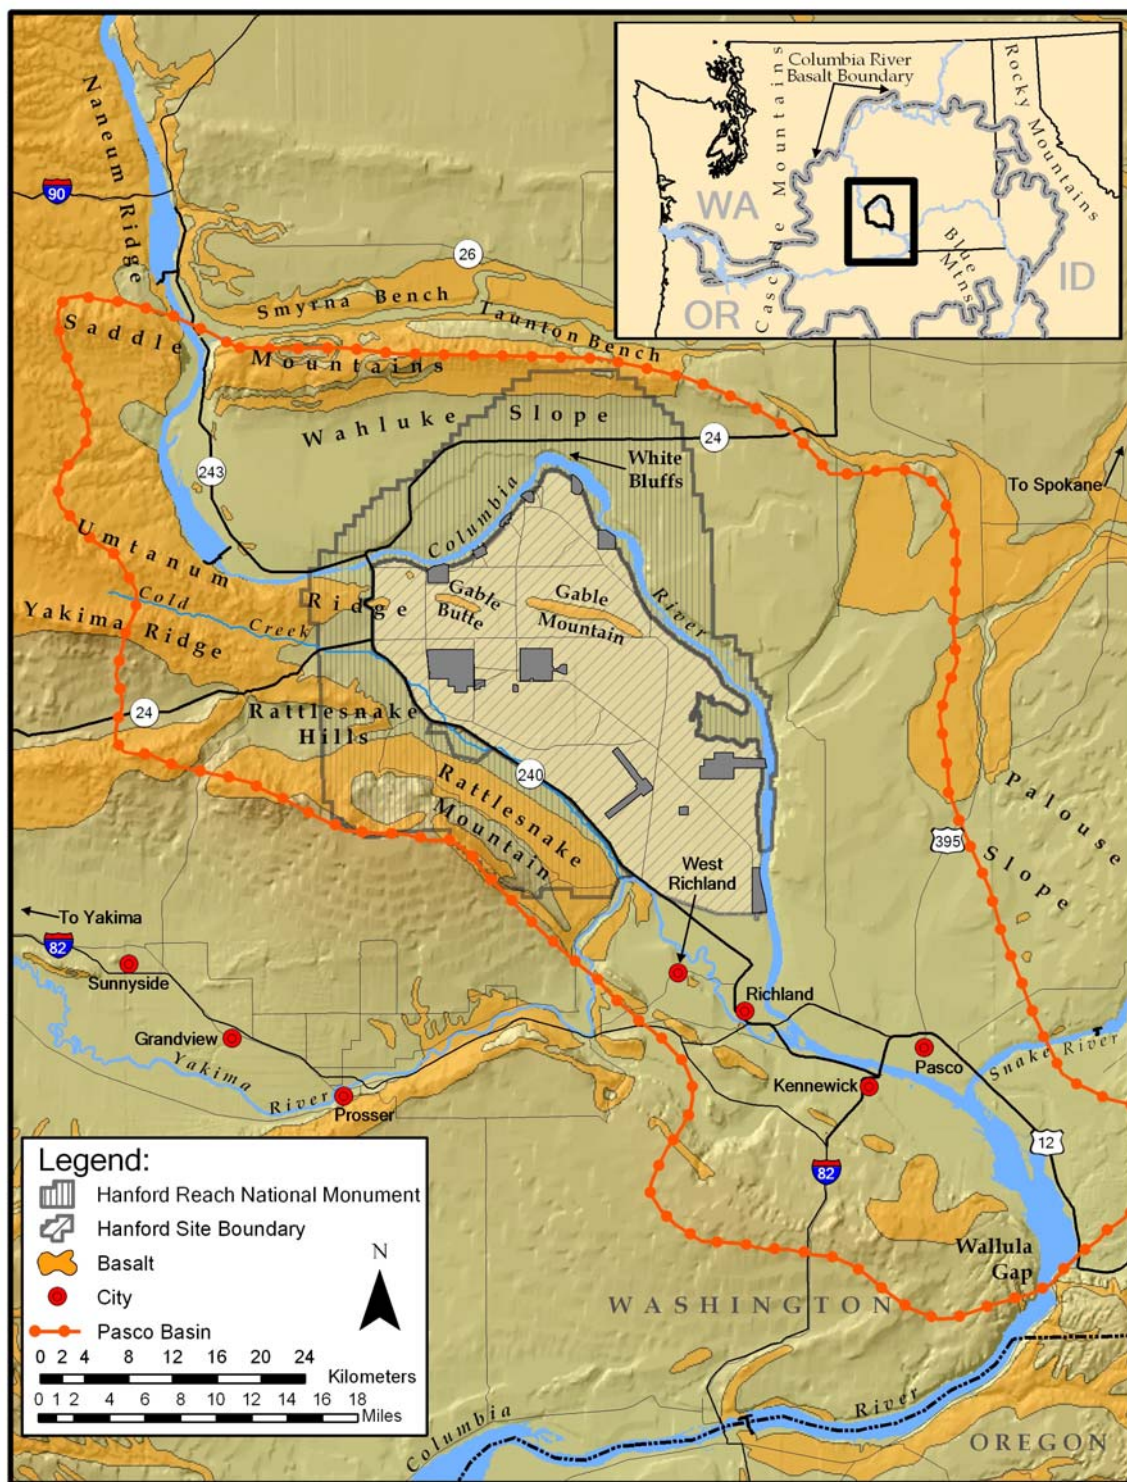 Naneum Ridge
90
26
Smyrna Bench
Taunton Bench
Saddle Mountains
Columbia River
Basalt Boundary
Cascade Mountains
Rocky Mountains
WA
OR
ID
Blue
Mtns
Wahluke Slope
24
243
White
Bluffs
To Spokane
Columbia River
Umtanum Ridge
Cold Creek
Yakima Ridge
Gable
Butte
Gable
Mountain
24
Rattlesnake
Hills
240
Rattlesnake
Mountain
395
Palouse Slope
West
Richland
To Yakima
82
Sunnyside
Grandview
Yakima River
Prosser
Richland
Pasco
Kennewick
Snake River
12
82
Wallula
Gap
WASHINGTON
Columbia River
OREGON
Legend:
Hanford Reach National Monument
Hanford Site Boundary
Basalt
City
Pasco Basin
N
0 2 4 8 12 16 20 24
Kilometers
0 2 4 6 8 10 12 14 16 18
Miles